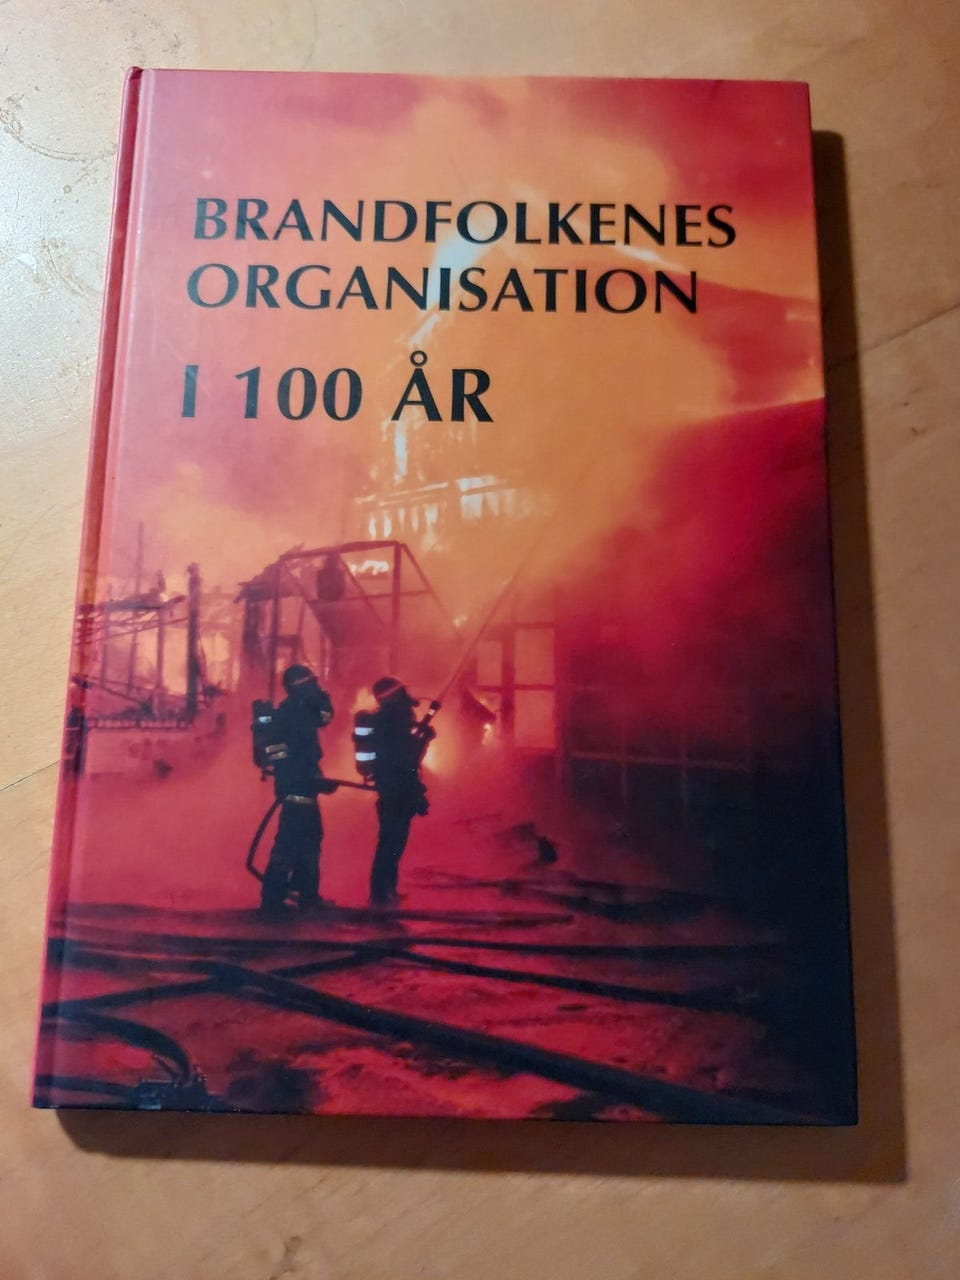 BRANDFOLKENES
ORGANISATION
I 100 ÅR